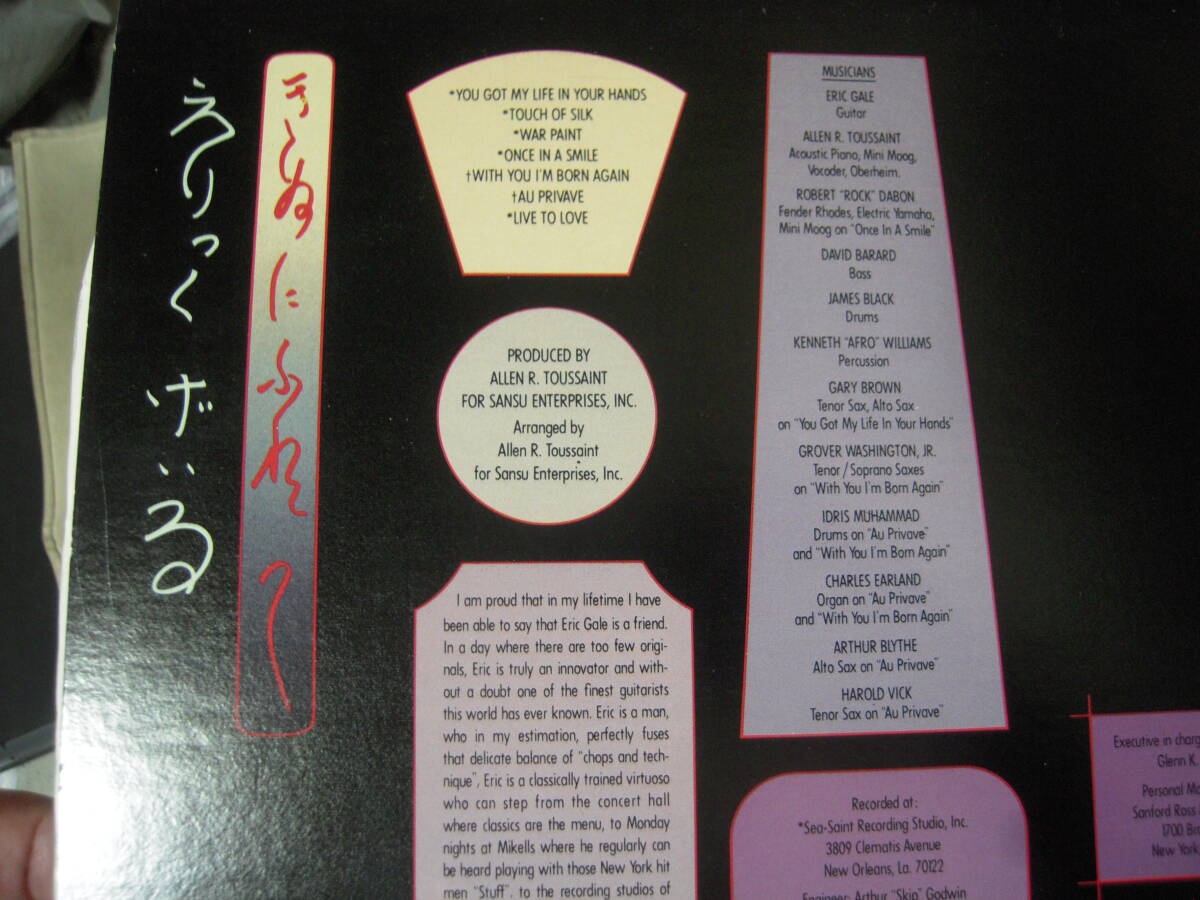 えりっく げいる
きぬにふれて
*YOU GOT MY LIFE IN YOUR HANDS
*TOUCH OF SILK
*WAR PAINT
*ONCE IN A SMILE
†WITH YOU I'M BORN AGAIN
†AU PRIVAVE
*LIVE TO LOVE
PRODUCED BY
ALLEN R. TOUSSAINT
FOR SANSU ENTERPRISES, INC.
Arranged by
Allen R. Toussaint
for Sansu Enterprises, Inc.
I am proud that in my lifetime I have
been able to say that Eric Gale is a friend.
In a day where there are too few origi-
nals, Eric is truly an innovator and with-
out a doubt one of the finest guitarists
this world has ever known. Eric is a man,
who in my estimation, perfectly fuses
that delicate balance of "chops and tech-
nique", Eric is a classically trained virtuoso
who can step from the concert hall
where classics are the menu, to Monday
nights at Mikells where he regularly can
be heard playing with those New York hit
men "Stuff", to the recording studios of
MUSICIANS
ERIC GALE
Guitar
ALLEN R. TOUSSAINT
Acoustic Piano, Mini Moog,
Vocoder, Oberheim.
ROBERT "ROCK" DABON
Fender Rhodes, Electric Yamaha,
Mini Moog on "Once In A Smile"
DAVID BARARD
Bass
JAMES BLACK
Drums
KENNETH "AFRO" WILLIAMS
Percussion
GARY BROWN
Tenor Sax, Alto Sax
on "You Got My Life In Your Hands"
GROVER WASHINGTON, JR.
Tenor / Soprano Saxes
on "With You I'm Born Again"
IDRIS MUHAMMAD
Drums on "Au Privave"
and "With You I'm Born Again"
CHARLES EARLAND
Organ on "Au Privave"
and "With You I'm Born Again"
ARTHUR BLYTHE
Alto Sax on "Au Privave"
HAROLD VICK
Tenor Sax on "Au Privave"
Recorded at:
*Sea-Saint Recording Studio, Inc.
3809 Clematis Avenue
New Orleans, La. 70122
Engineer: Arthur "Skip" Godwin
Executive in charg
Glenn K.
Personal Ma
Sanford Ross
1700 Br
New York,